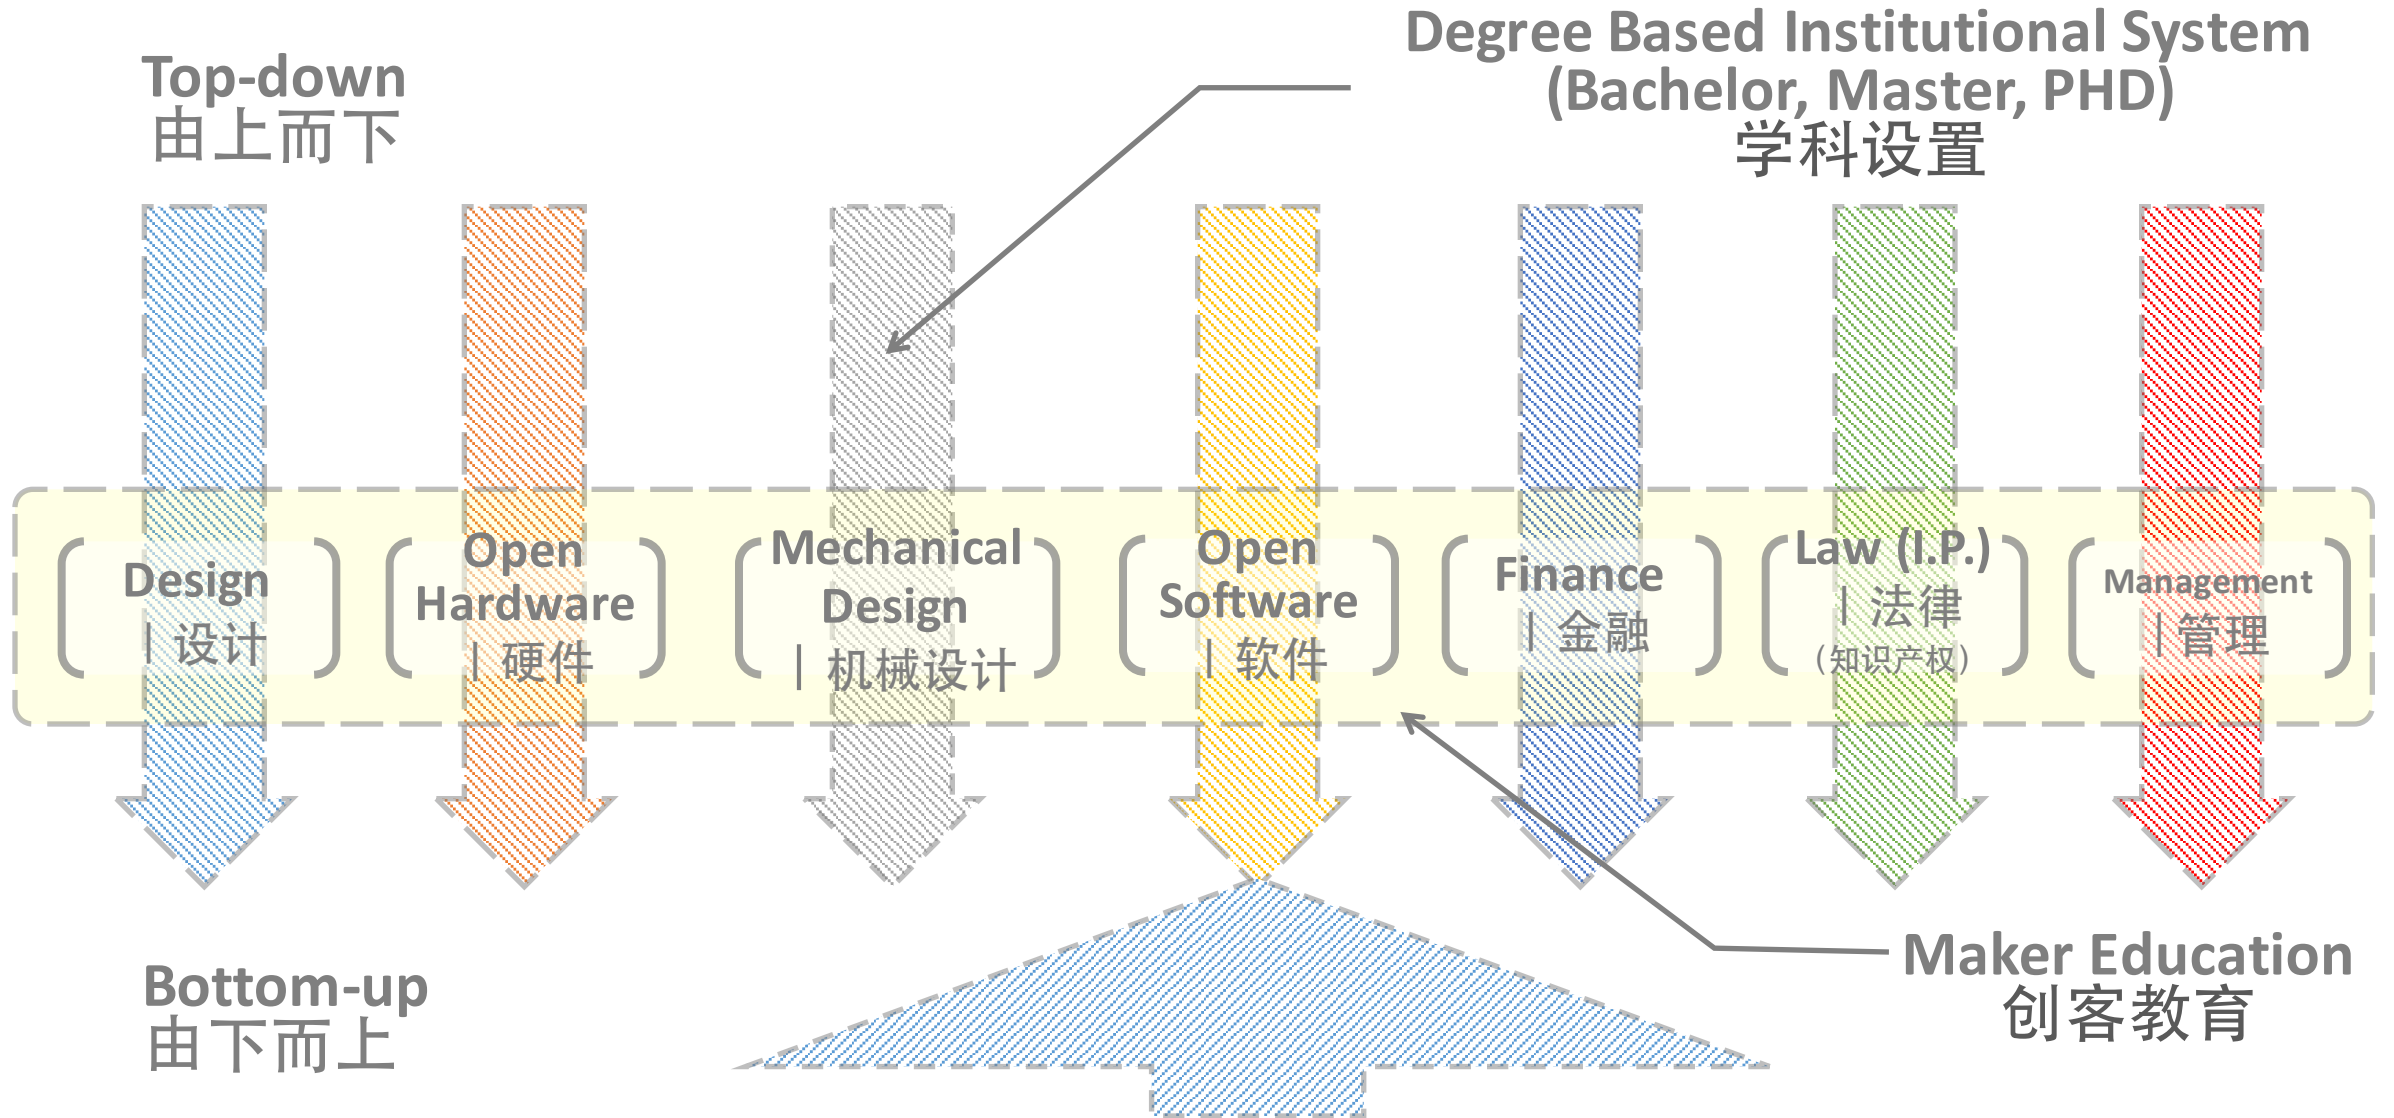 Degree Based Institutional System
(Bachelor, Master, PHD)
学科设置
Top-down
由上而下
Design
| 设计
Open
Hardware
| 硬件
Mechanical
Design
| 机械设计
Open
Software
| 软件
Finance
| 金融
Law (I.P.)
| 法律
(知识产权)
Management
|管理
Bottom-up
由下而上
Maker Education
创客教育